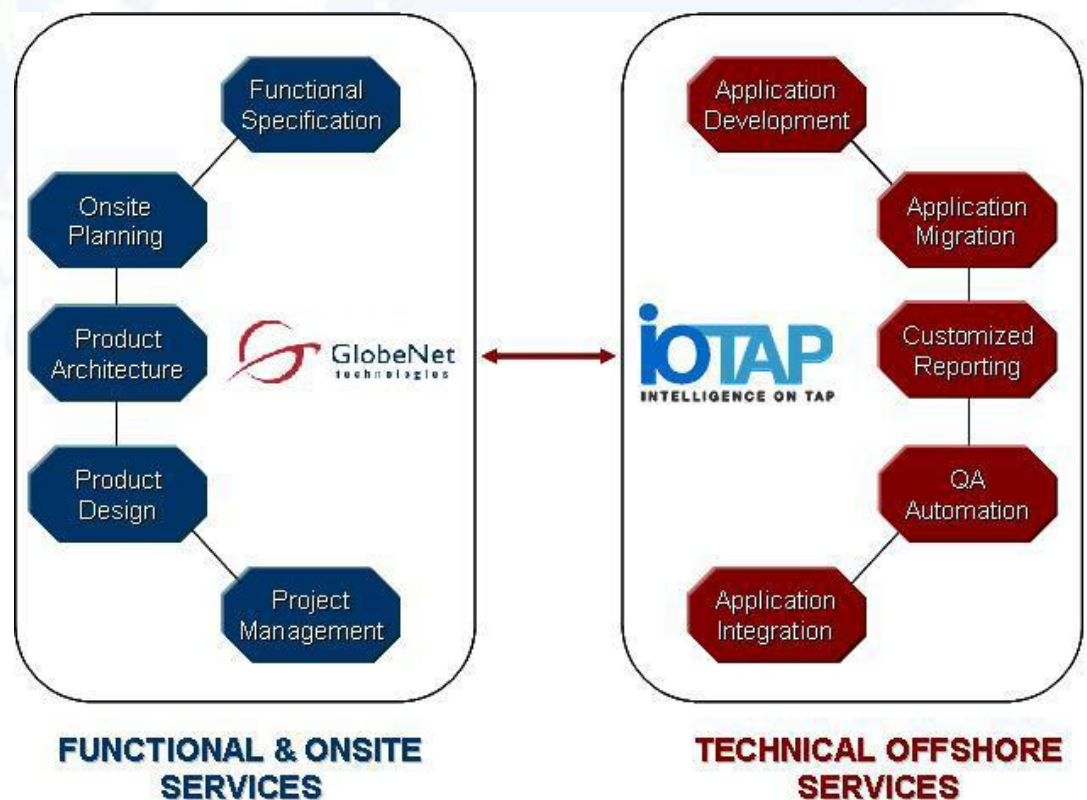 Functional
Specification
Onsite
Planning
Product
Architecture
Product
Design
Project
Management
GlobeNet
technologies
FUNCTIONAL & ONSITE
SERVICES
Application
Development
Application
Migration
Customized
Reporting
QA
Automation
Application
Integration
iOTAP
INTELLIGENCE ON TAP
TECHNICAL OFFSHORE
SERVICES